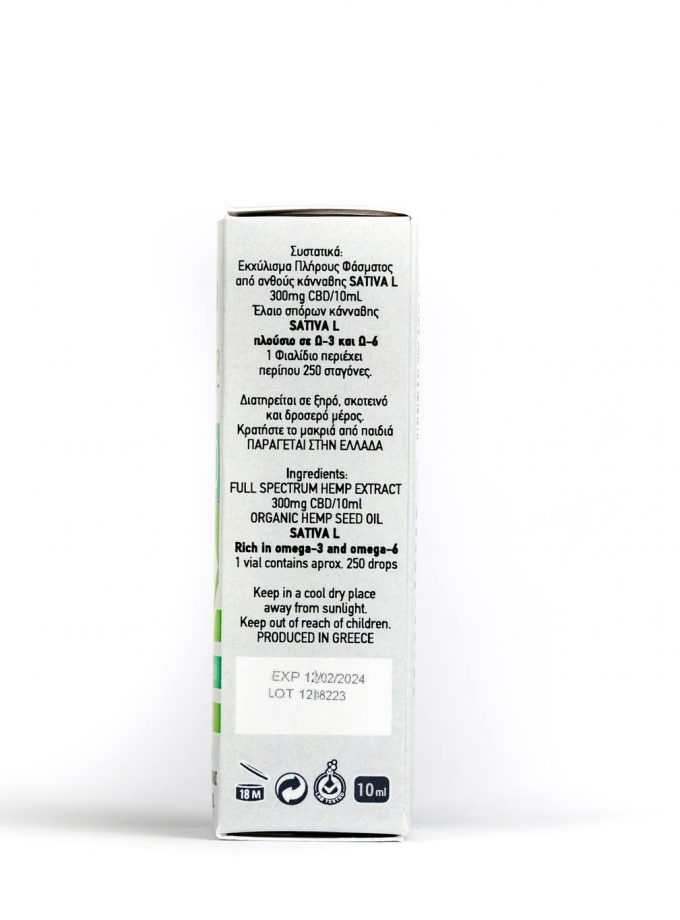 Συστατικά:
Εκχύλισμα Πλήρους Φάσματος
από ανθούς κάνναβης SATIVA L
300mg CBD/10mL
Έλαιο σπόρων κάνναβης
SATIVA L
πλούσιο σε Ω-3 και Ω-6
1 Φιαλίδιο περιέχει
περίπου 250 σταγόνες.
Διατηρείται σε ξηρό, σκοτεινό
και δροσερό μέρος.
Κρατήστε το μακριά από παιδιά
ΠΑΡΑΓΕΤΑΙ ΣΤΗΝ ΕΛΛΑΔΑ
Ingredients:
FULL SPECTRUM HEMP EXTRACT
300mg CBD/10ml
ORGANIC HEMP SEED OIL
SATIVA L
Rich in omega-3 and omega-6
1 vial contains aprox. 250 drops
Keep in a cool dry place
away from sunlight.
Keep out of reach of children.
PRODUCED IN GREECE
EXP 12/02/2024
LOT
18 M
10 ml